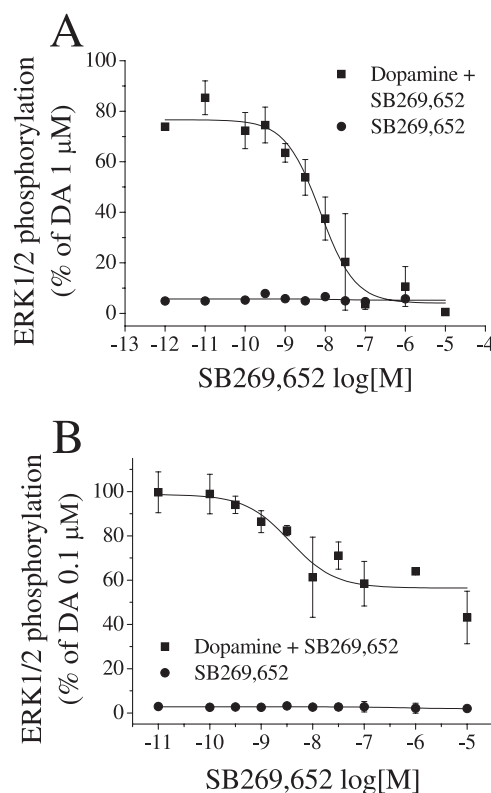 A
ERK1/2 phosphorylation
(% of DA 1 μM)
100
80
60
40
20
0
Dopamine +
SB269,652
SB269,652
-13 -12 -11 -10 -9 -8 -7 -6 -5 -4
SB269,652 log[M]
B
ERK1/2 phosphorylation
(% of DA 0.1 μM)
100
80
60
40
20
0
Dopamine + SB269,652
SB269,652
-11 -10 -9 -8 -7 -6 -5
SB269,652 log[M]